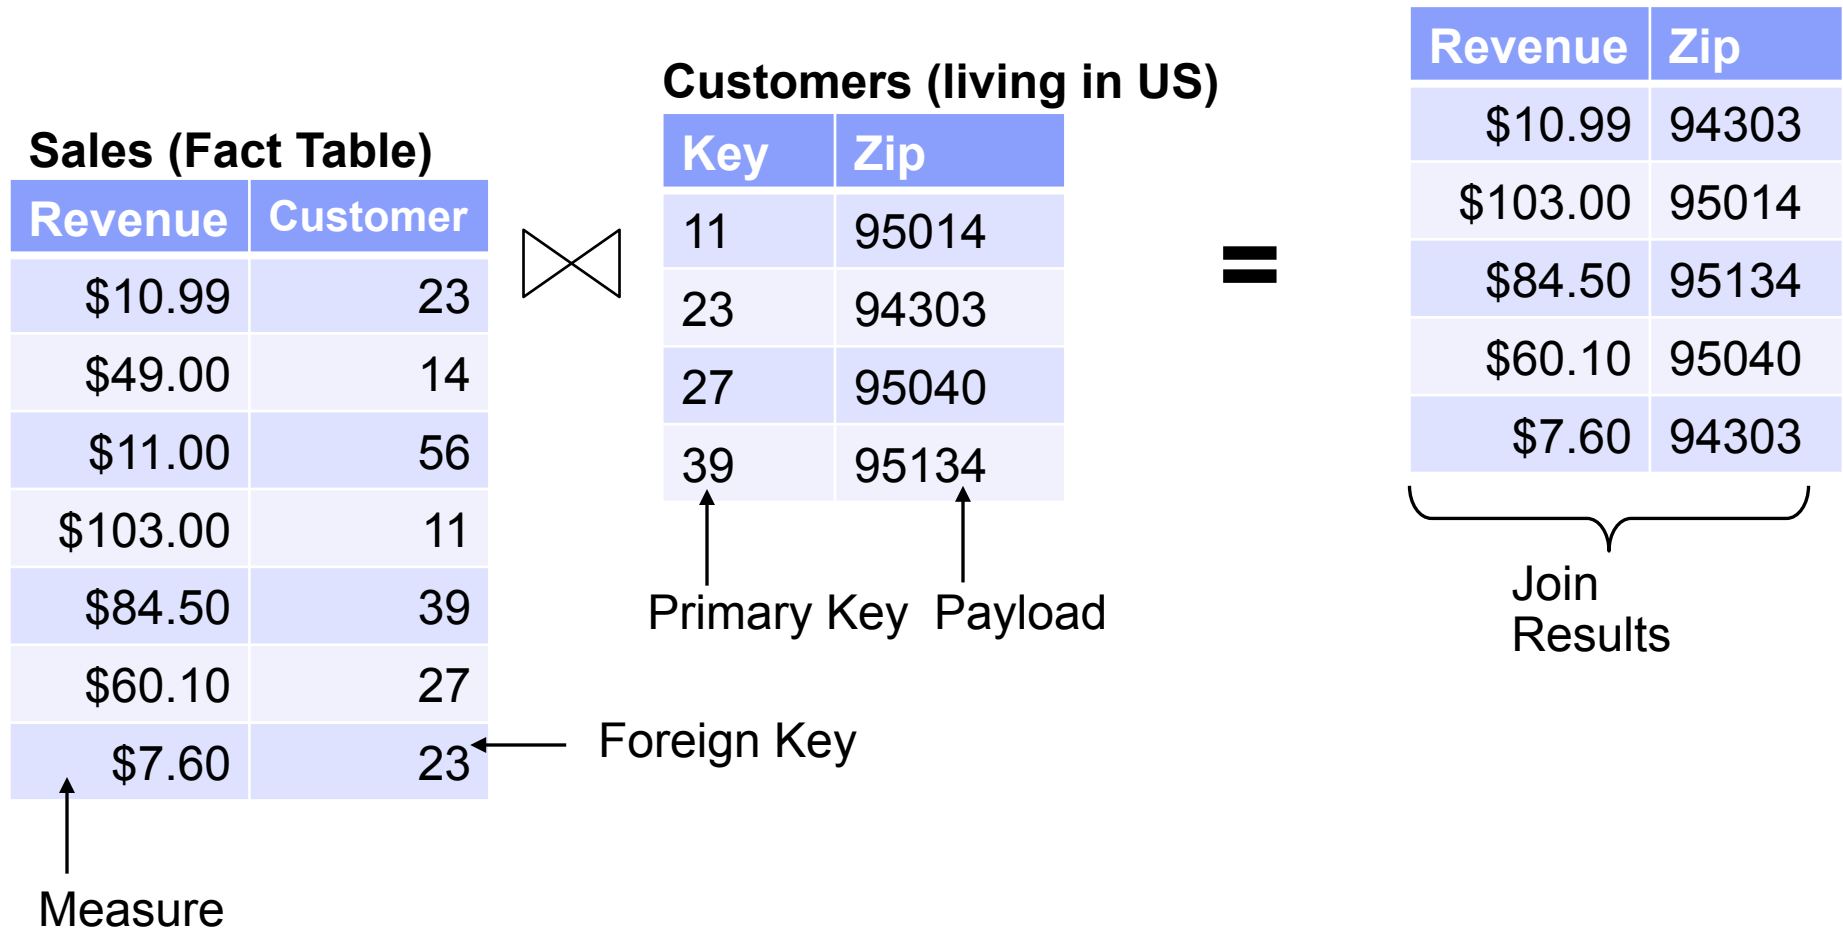 Sales (Fact Table)
Revenue Customer
$10.99 23
$49.00 14
$11.00 56
$103.00 11
$84.50 39
$60.10 27
$7.60 23
Measure
Foreign Key
Customers (living in US)
Key Zip
11 95014
23 94303
27 95040
39 95134
Primary Key Payload
=
Revenue Zip
$10.99 94303
$103.00 95014
$84.50 95134
$60.10 95040
$7.60 94303
Join
Results